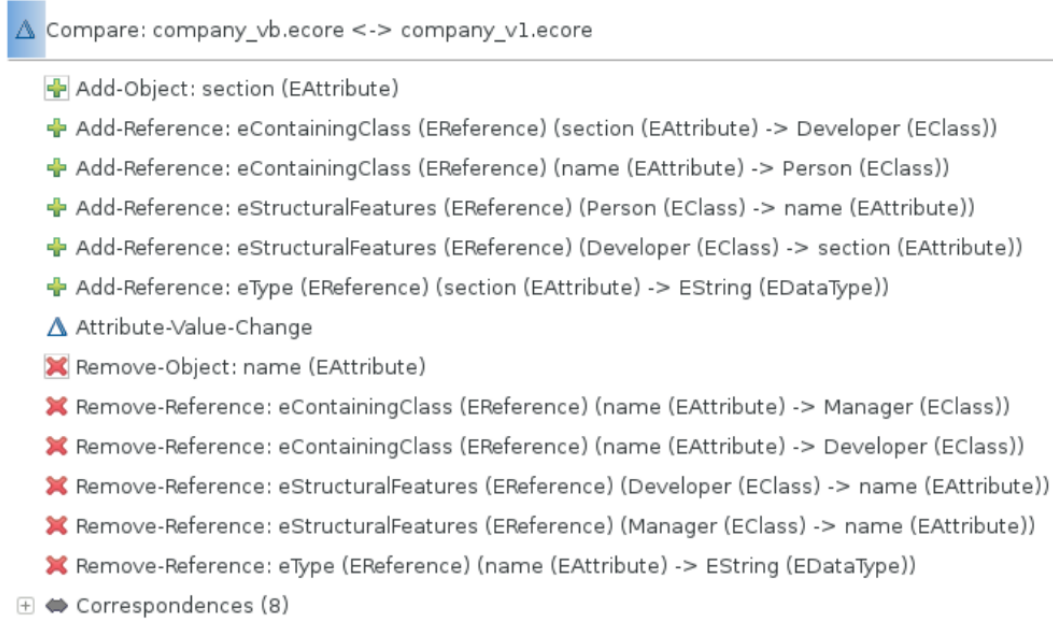 Compare: company_vb.ecore <-> company_v1.ecore
Add-Object: section (EAttribute)
Add-Reference: eContainingClass (EReference) (section (EAttribute) -> Developer (EClass))
Add-Reference: eContainingClass (EReference) (name (EAttribute) -> Person (EClass))
Add-Reference: eStructuralFeatures (EReference) (Person (EClass) -> name (EAttribute))
Add-Reference: eStructuralFeatures (EReference) (Developer (EClass) -> section (EAttribute))
Add-Reference: eType (EReference) (section (EAttribute) -> EString (EDataType))
Attribute-Value-Change
Remove-Object: name (EAttribute)
Remove-Reference: eContainingClass (EReference) (name (EAttribute) -> Manager (EClass))
Remove-Reference: eContainingClass (EReference) (name (EAttribute) -> Developer (EClass))
Remove-Reference: eStructuralFeatures (EReference) (Developer (EClass) -> name (EAttribute))
Remove-Reference: eStructuralFeatures (EReference) (Manager (EClass) -> name (EAttribute))
Remove-Reference: eType (EReference) (name (EAttribute) -> EString (EDataType))
Correspondences (8)